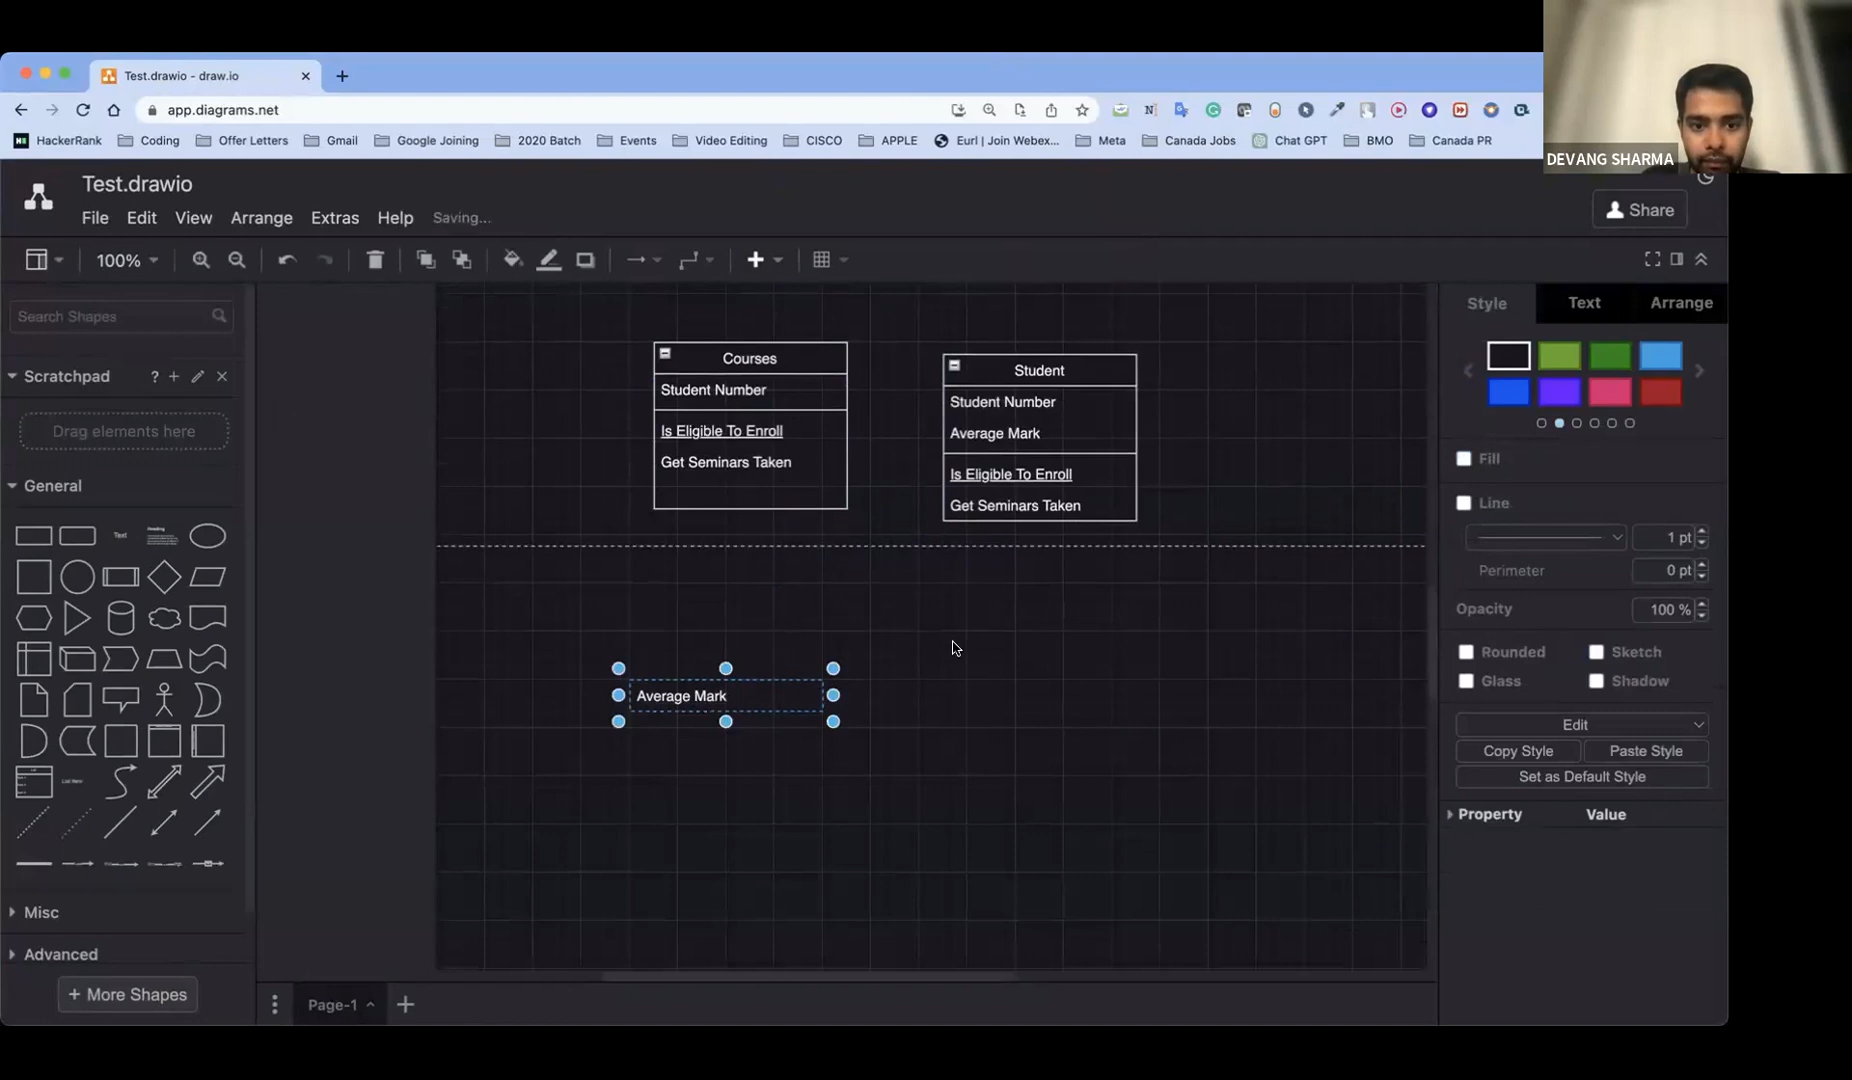 Test.drawio - draw.io
app.diagrams.net
HackerRank
Coding
Offer Letters
Gmail
Google Joining
2020 Batch
Events
Video Editing
CISCO
APPLE
Eurl | Join Webex...
Meta
Canada Jobs
Chat GPT
BMO
Canada PR
DEVANG SHARMA
Test.drawio
File
Edit
View
Arrange
Extras
Help
Saving...
Share
100%
Search Shapes
Scratchpad
?
Drag elements here
General
Text
Heading
List Item
Misc
Advanced
+ More Shapes
Courses
Student Number
Is Eligible To Enroll
Get Seminars Taken
Student
Student Number
Average Mark
Is Eligible To Enroll
Get Seminars Taken
Average Mark
Page-1
Style
Text
Arrange
Fill
Line
1 pt
Perimeter
0 pt
Opacity
100 %
Rounded
Sketch
Glass
Shadow
Edit
Copy Style
Paste Style
Set as Default Style
Property
Value